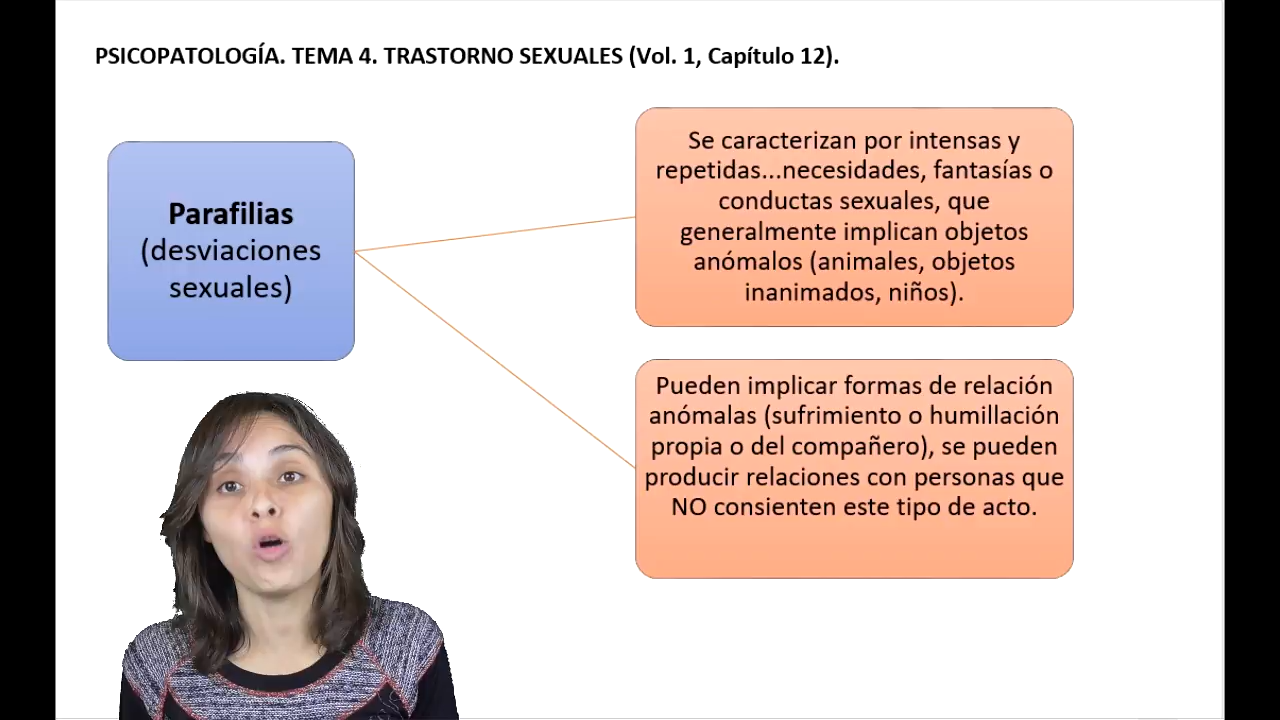 PSICOPATOLOGÍA. TEMA 4. TRASTORNO SEXUALES (Vol. 1, Capítulo 12).
Parafilias
(desviaciones
sexuales)
Se caracterizan por intensas y
repetidas...necesidades, fantasías o
conductas sexuales, que
generalmente implican objetos
anómalos (animales, objetos
inanimados, niños).
Pueden implicar formas de relación
anómalas (sufrimiento o humillación
propia o del compañero), se pueden
producir relaciones con personas que
NO consienten este tipo de acto.